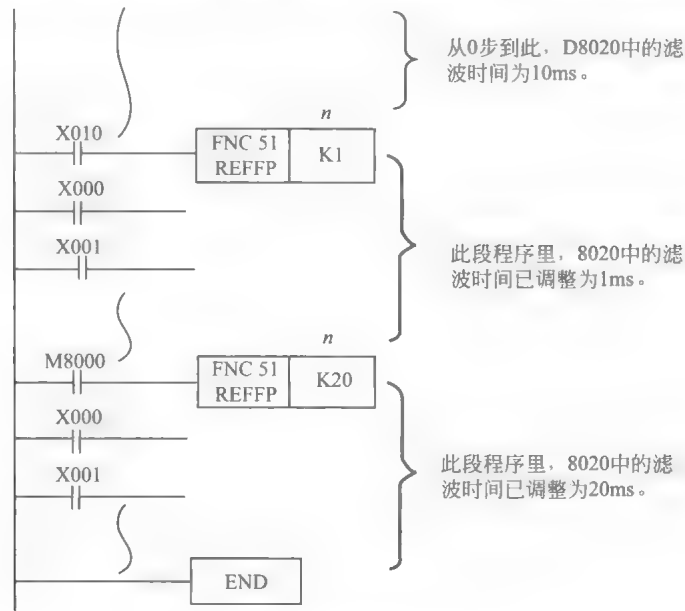 从0步到此，D8020中的滤
波时间为10ms。
n
X010
FNC 51
REFFP
K1
X000
X001
此段程序里，8020中的滤
波时间已调整为1ms。
n
M8000
FNC 51
REFFP
K20
X000
X001
此段程序里，8020中的滤
波时间已调整为20ms。
END